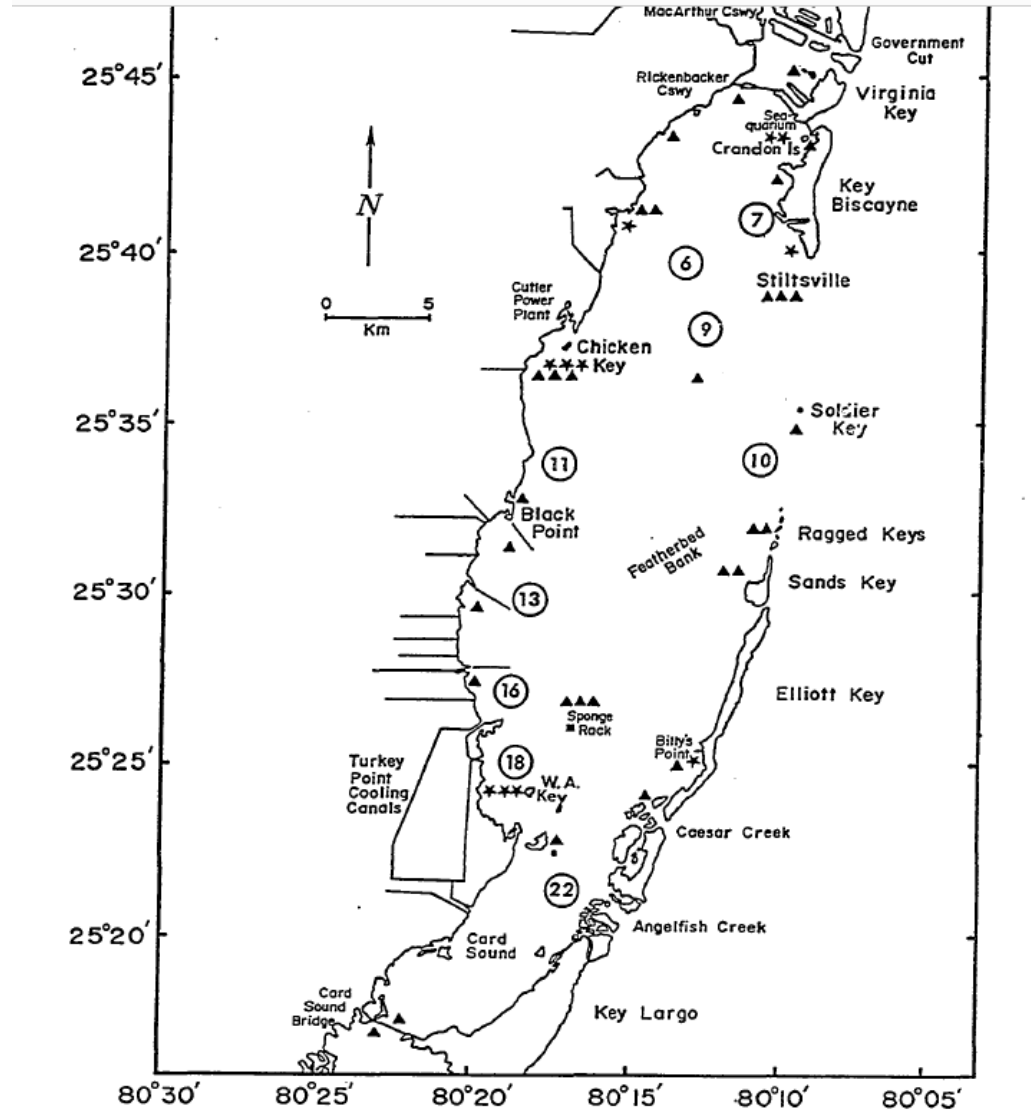 MacArthur Cswy
Government
Cut
25°45′
Rickenbacker
Cswy
Virginia
Key
Sea-
quarium
Crandon Is
Key
Biscayne
N
7
25°40′
6
Stiltsville
Cutler
Power
Plant
0 5
Km
9
Chicken
Key
25°35′
Soldier
Key
11
10
Black
Point
Ragged Keys
Featherbed
Bank
Sands Key
25°30′
13
Elliott Key
16
Sponge
Rack
Billy's
Point
25°25′
18
Turkey
Point
Cooling
Canals
W.A.
Key
Caesar Creek
22
25°20′
Angelfish Creek
Card
Sound
Card
Sound
Bridge
Key Largo
80°30′ 80°25′ 80°20′ 80°15′ 80°10′ 80°05′